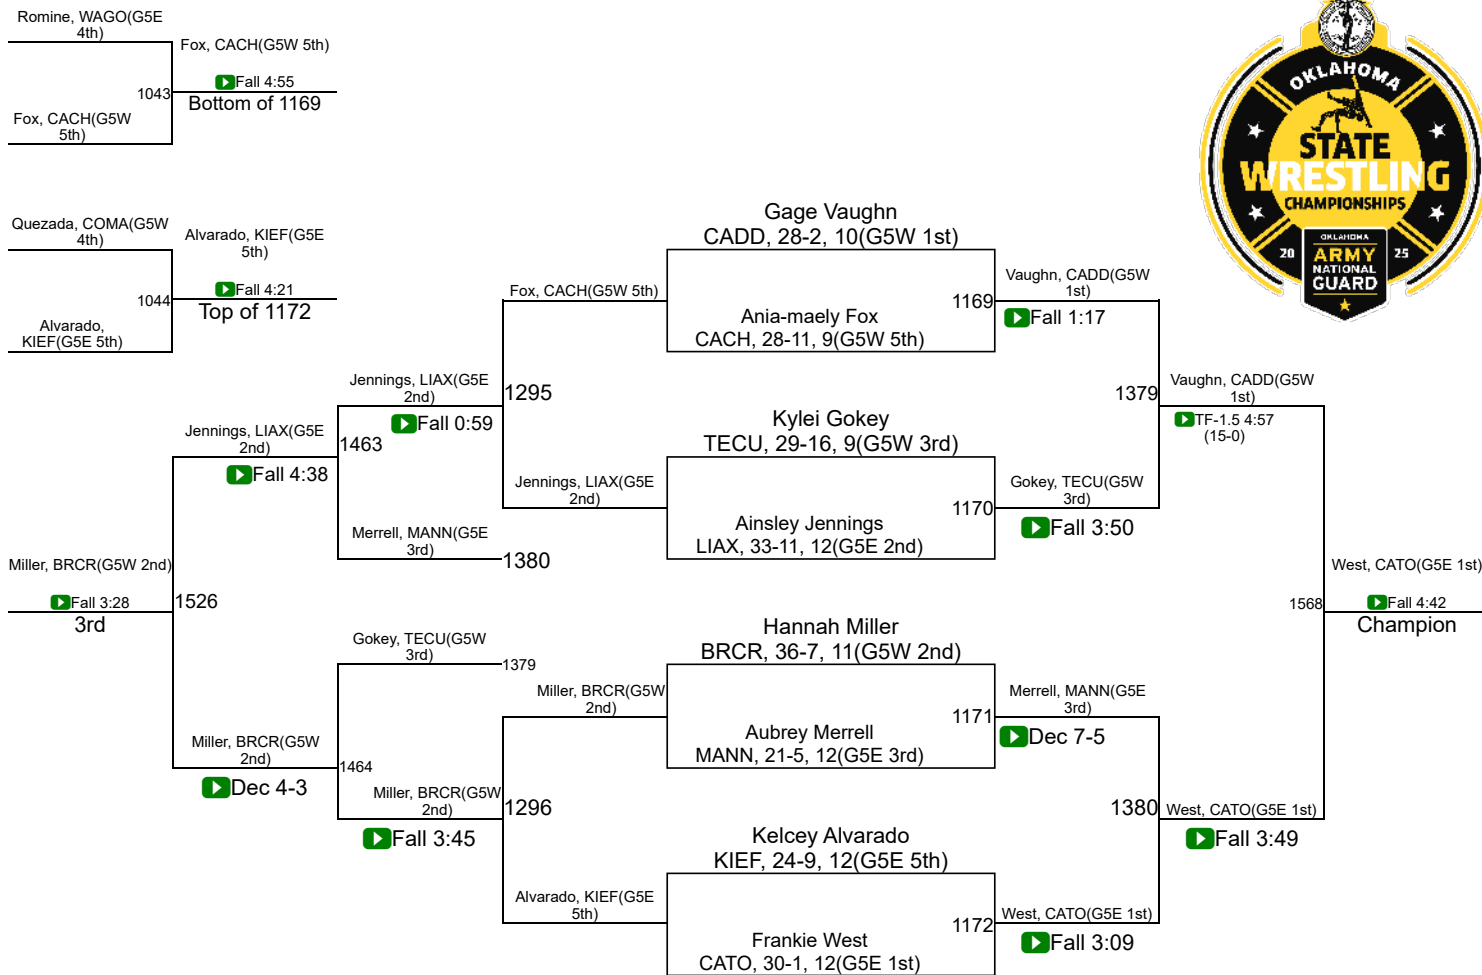 Romine, WAGO(G5E
4th)
Fox, CACH(G5W 5th)
Fall 4:55
1043
Bottom of 1169
Fox, CACH(G5W
5th)
Quezada, COMA(G5W
4th)
Alvarado, KIEF(G5E
5th)
Fall 4:21
1044
Top of 1172
Alvarado,
KIEF(G5E 5th)
OKLAHOMA
STATE
WRESTLING
CHAMPIONSHIPS
OKLAHOMA
20 ARMY 25
NATIONAL
GUARD
Gage Vaughn
CADD, 28-2, 10(G5W 1st)
Fox, CACH(G5W 5th)
1169
Vaughn, CADD(G5W
1st)
Fall 1:17
Ania-maely Fox
CACH, 28-11, 9(G5W 5th)
Jennings, LIAX(G5E
2nd)
1295
Fall 0:59
1379
Vaughn, CADD(G5W
1st)
TF-1.5 4:57
(15-0)
Kylei Gokey
TECU, 29-16, 9(G5W 3rd)
Jennings, LIAX(G5E
2nd)
1463
Fall 4:38
Jennings, LIAX(G5E
2nd)
1170
Gokey, TECU(G5W
3rd)
Fall 3:50
Ainsley Jennings
LIAX, 33-11, 12(G5E 2nd)
Merrell, MANN(G5E
3rd)
1380
Miller, BRCR(G5W 2nd)
Fall 3:28
1526
3rd
West, CATO(G5E 1st)
1568
Fall 4:42
Champion
Gokey, TECU(G5W
3rd)
1379
Hannah Miller
BRCR, 36-7, 11(G5W 2nd)
Miller, BRCR(G5W
2nd)
1171
Merrell, MANN(G5E
3rd)
Dec 7-5
Aubrey Merrell
MANN, 21-5, 12(G5E 3rd)
Miller, BRCR(G5W
2nd)
1464
Dec 4-3
Miller, BRCR(G5W
2nd)
1296
Fall 3:45
1380
West, CATO(G5E 1st)
Fall 3:49
Kelcey Alvarado
KIEF, 24-9, 12(G5E 5th)
Alvarado, KIEF(G5E
5th)
1172
West, CATO(G5E 1st)
Fall 3:09
Frankie West
CATO, 30-1, 12(G5E 1st)